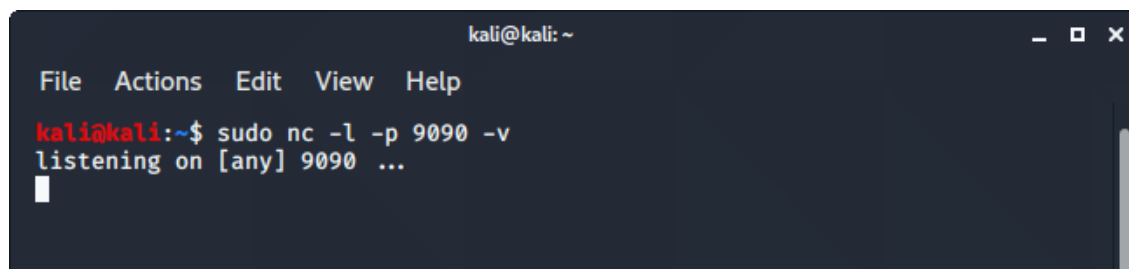 kali@kali: ~
File Actions Edit View Help
kali@kali:~$ sudo nc -l -p 9090 -v
listening on [any] 9090 ...